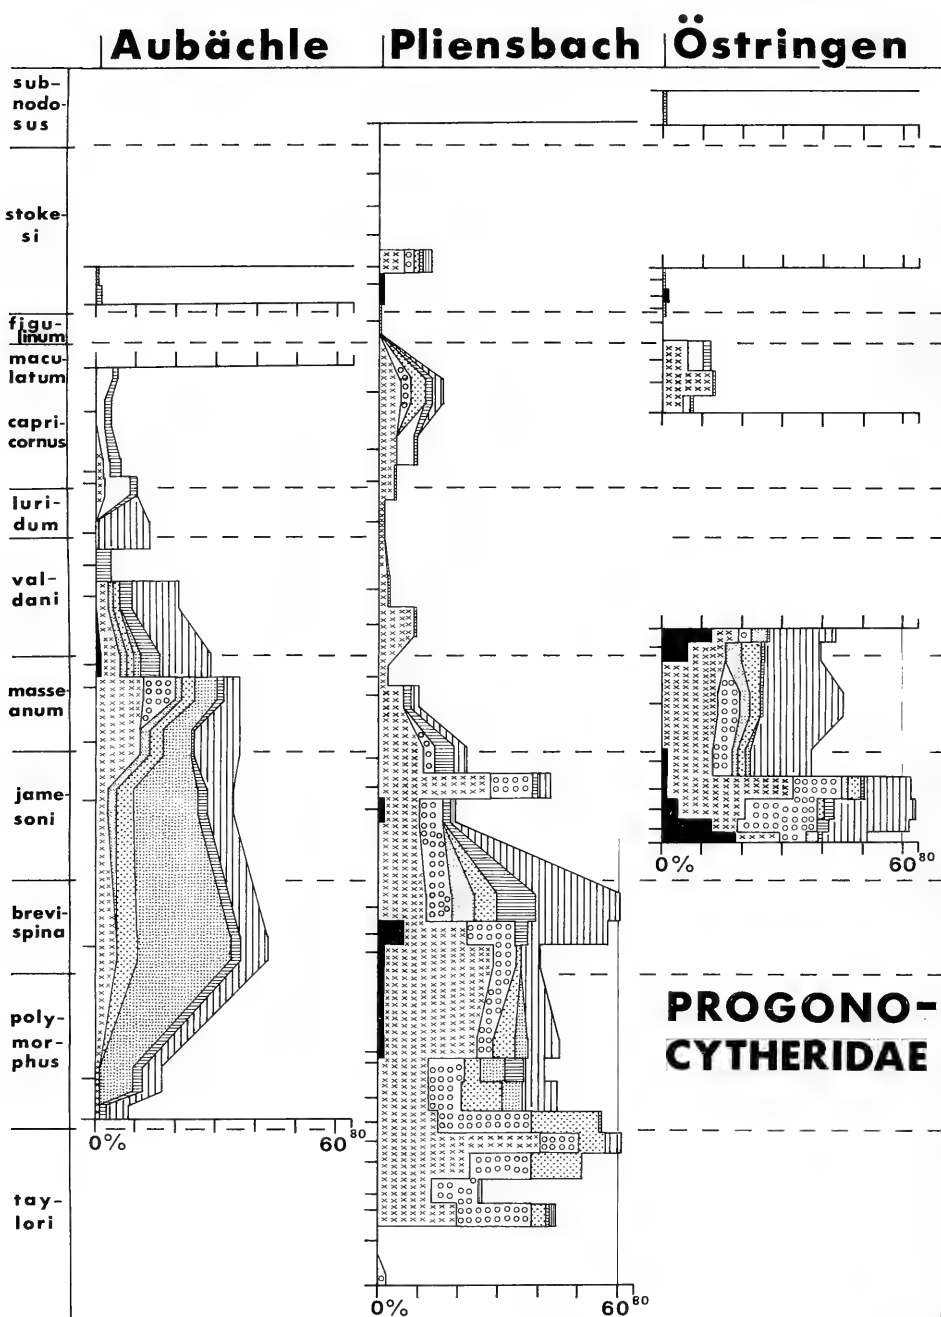 Aubächle Pliensbach Östringen
sub-
nodo-
sus
stoke-
si
figu-
linum
macu-
latum
capri-
cornus
luri-
dum
val-
dani
masse-
anum
jame-
soni
0% 60 80
brevi-
spina
poly-
mor-
phus
PROGONO-
CYTHERIDAE
0% 60 80
tay-
lori
0% 60 80